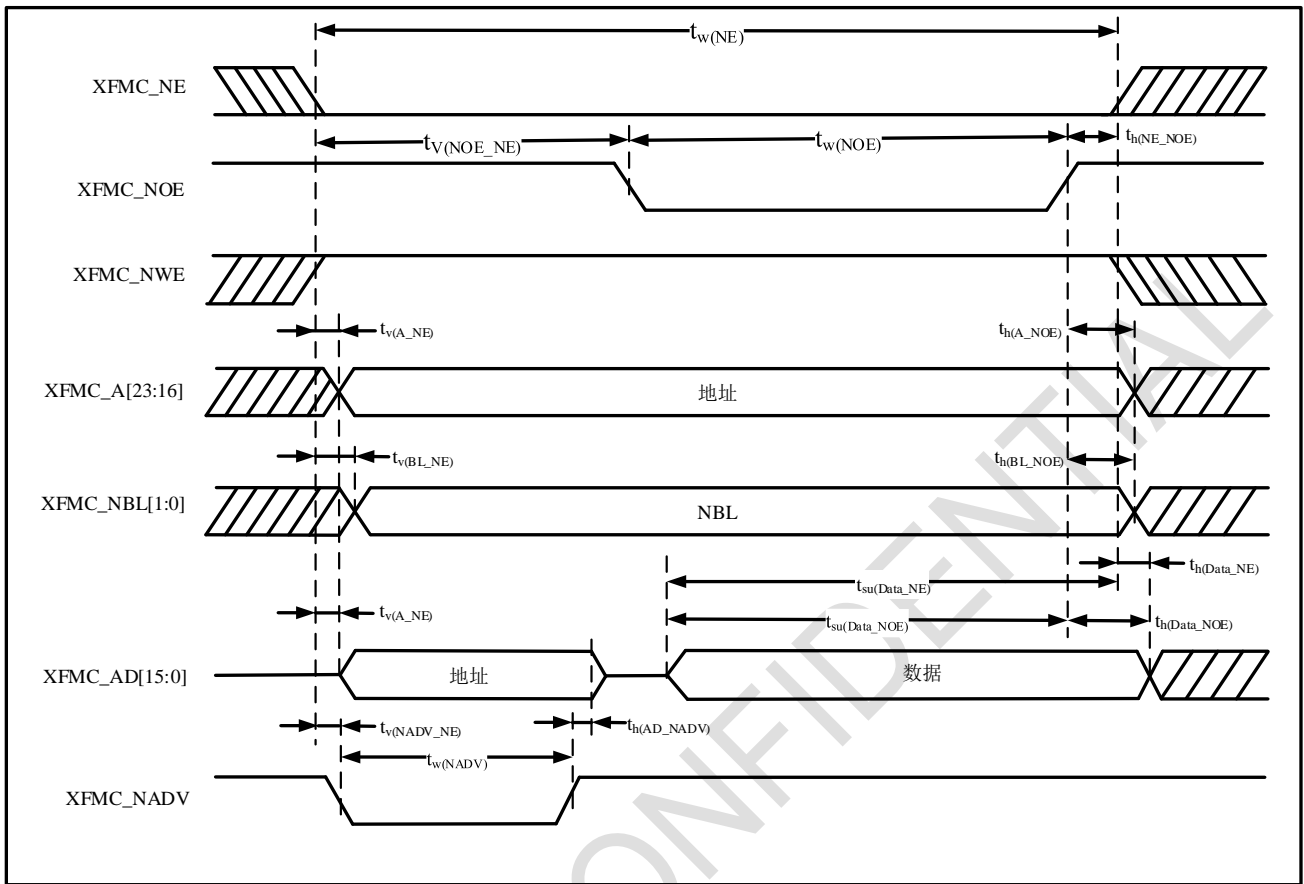 tw(NE)
XFMC_NE
tV(NOE_NE)
tw(NOE)
th(NE_NOE)
XFMC_NOE
XFMC_NWE
tv(A_NE)
th(A_NOE)
XFMC_A[23:16]
地址
tv(BL_NE)
th(BL_NOE)
XFMC_NBL[1:0]
NBL
tsu(Data_NE)
th(Data_NE)
tv(A_NE)
tsu(Data_NOE)
th(Data_NOE)
XFMC_AD[15:0]
地址
数据
tv(NADV_NE)
th(AD_NADV)
tw(NADV)
XFMC_NADV
ONFIDENTIAL